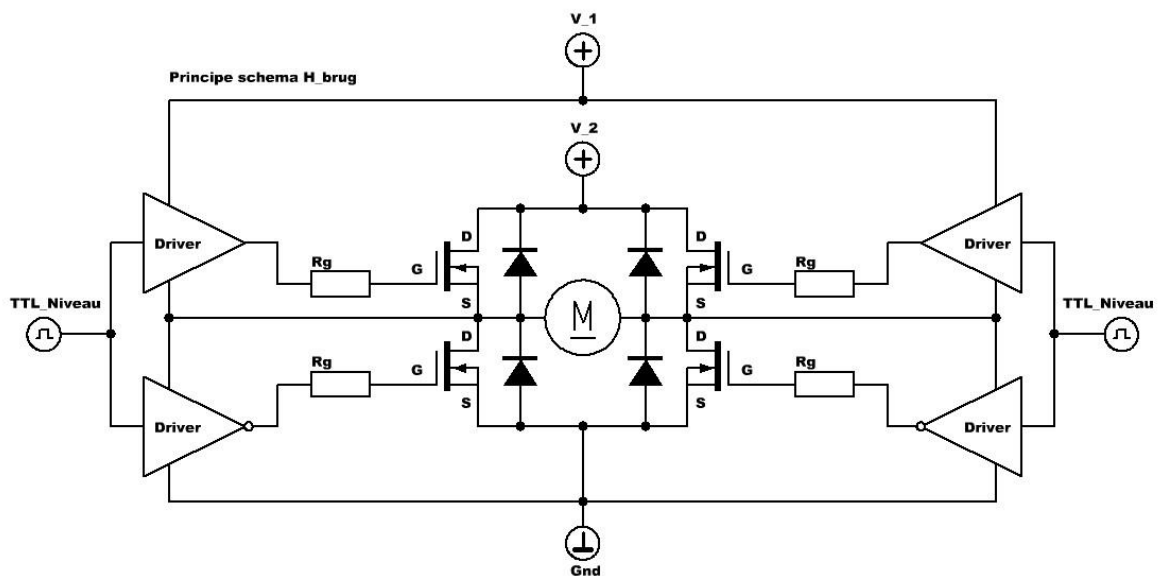 V_1
Principe schema H_brug
V_2
D
D
Driver
Driver
Rg
G
G
Rg
TTL_Niveau
S
S
TTL_Niveau
M
D
D
Rg
G
G
Rg
S
S
Driver
Driver
Gnd